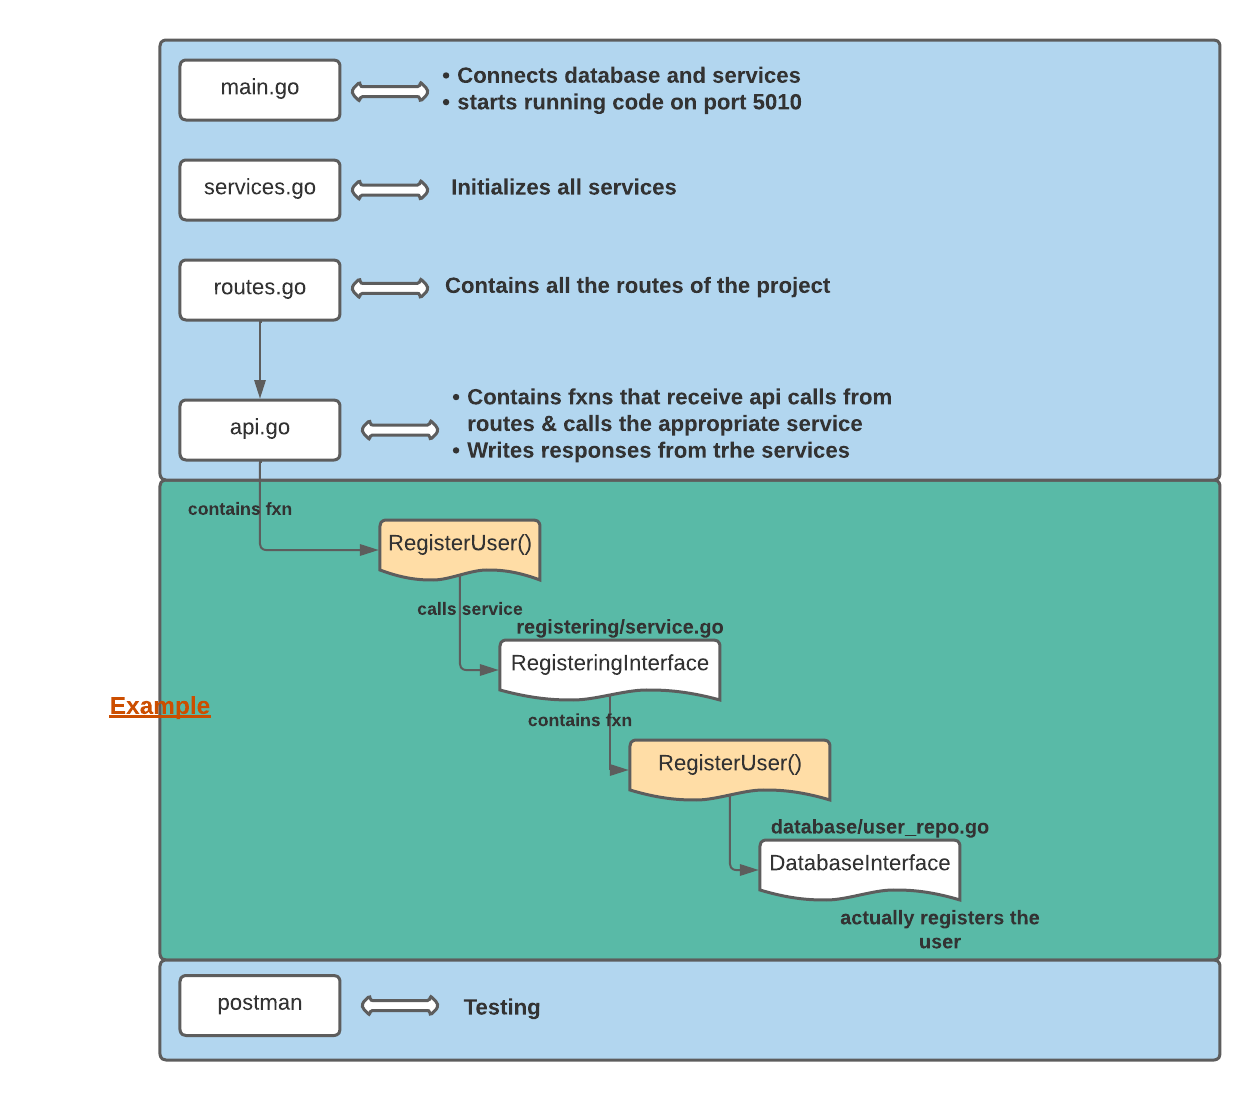 main.go
• Connects database and services
• starts running code on port 5010
services.go
Initializes all services
routes.go
Contains all the routes of the project
api.go
• Contains fxns that receive api calls from
routes & calls the appropriate service
• Writes responses from trhe services
contains fxn
RegisterUser()
calls service
registering/service.go
RegisteringInterface
Example
contains fxn
RegisterUser()
database/user_repo.go
DatabaseInterface
actually registers the
user
postman
Testing